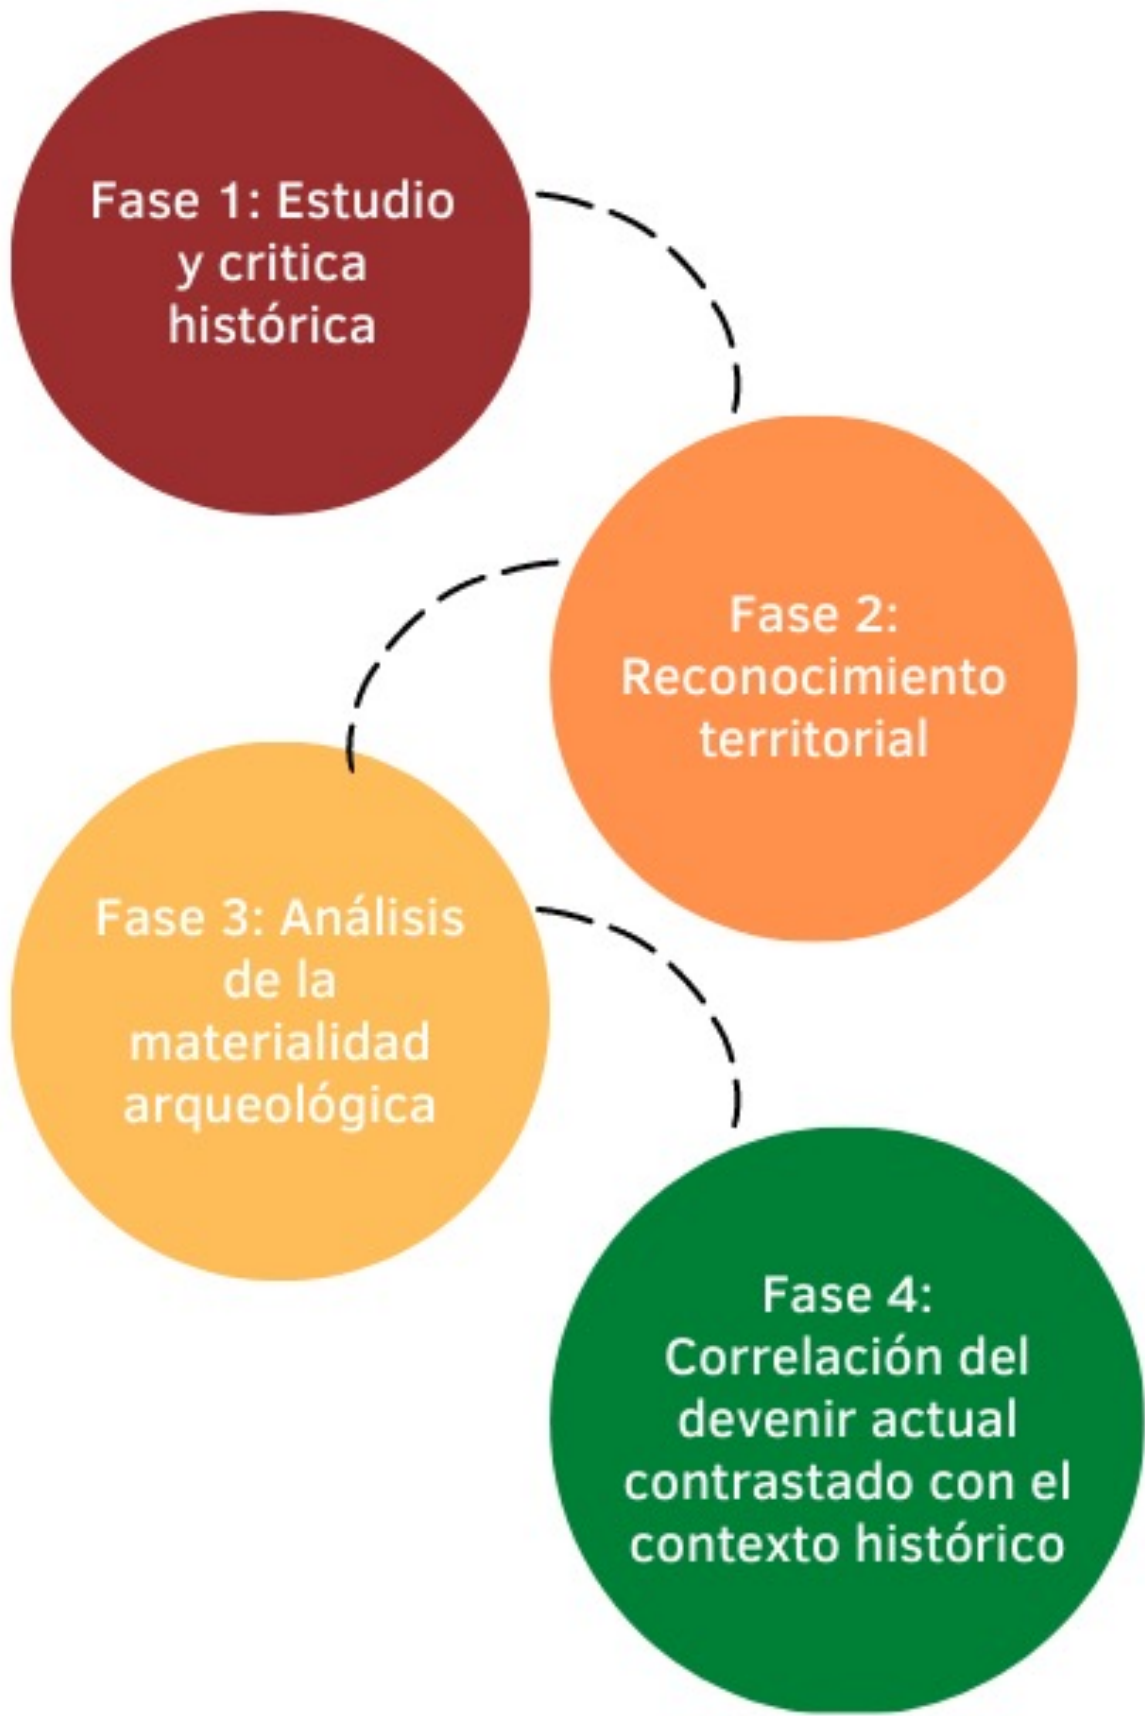 Fase 1: Estudio
y critica
histórica
Fase 2:
Reconocimiento
territorial
Fase 3: Análisis
de la
materialidad
arqueológica
Fase 4:
Correlación del
devenir actual
contrastado con el
contexto histórico